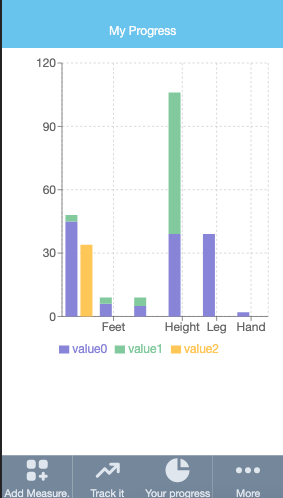 My Progress
120
90
60
30
0
Feet Height Leg Hand
value0 value1 value2
Add Measure. Track it Your progress More